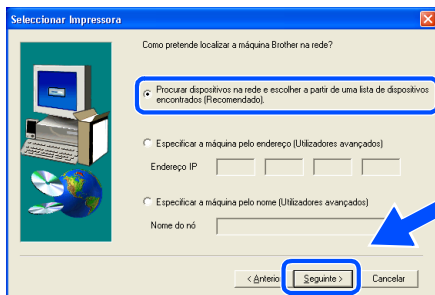 Seleccionar Impressora
Como pretende localizar a máquina Brother na rede?
Procurar dispositivos na rede e escolher a partir de uma lista de dispositivos
encontrados (Recomendado).
Especificar a máquina pelo endereço (Utilizadores avançados)
Endereço IP
Especificar a máquina pelo nome (Utilizadores avançados)
Nome do nó
< Anterio Seguinte > Cancelar